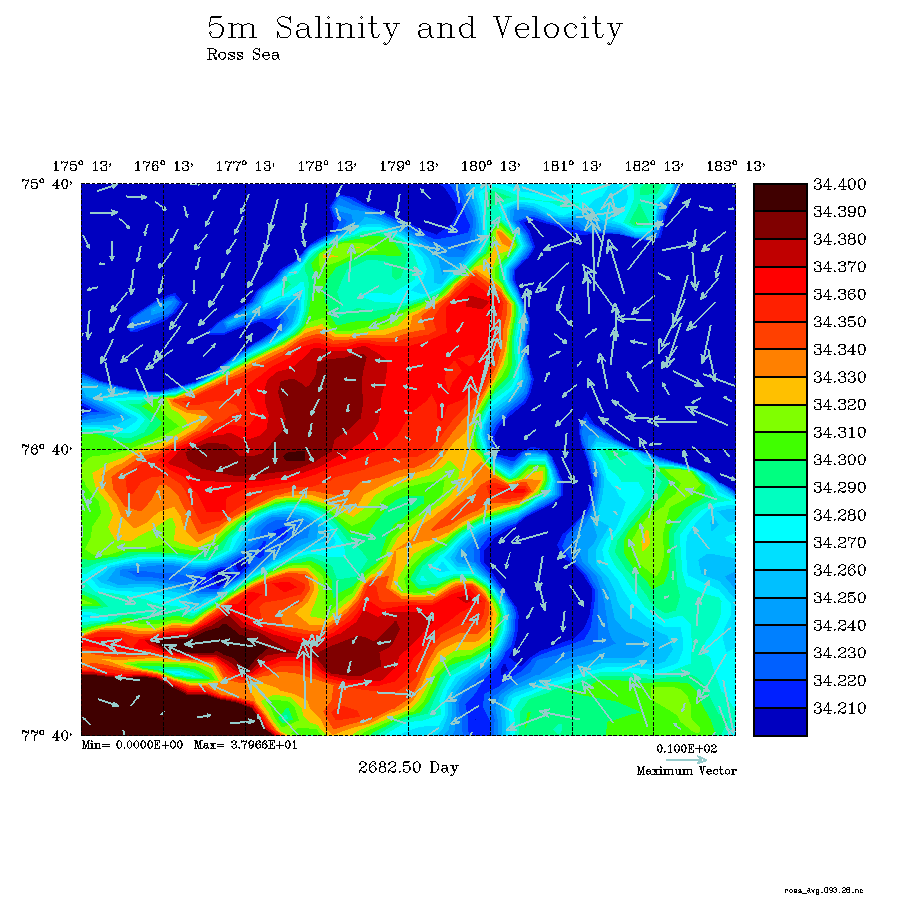 5m Salinity and Velocity
Ross Sea
175° 13' 176° 13' 177° 13' 178° 13' 179° 13' 180° 13' 181° 13' 182° 13' 183° 13'
75° 40'
76° 40'
77° 40'
34.400
34.390
34.380
34.370
34.360
34.350
34.340
34.330
34.320
34.310
34.300
34.290
34.280
34.270
34.260
34.250
34.240
34.230
34.220
34.210
Min= 0.0000E+00 Max= 3.7966E+01
0.100E+02
Maximum Vector
2682.50 Day
ross_avg.093.26.nc